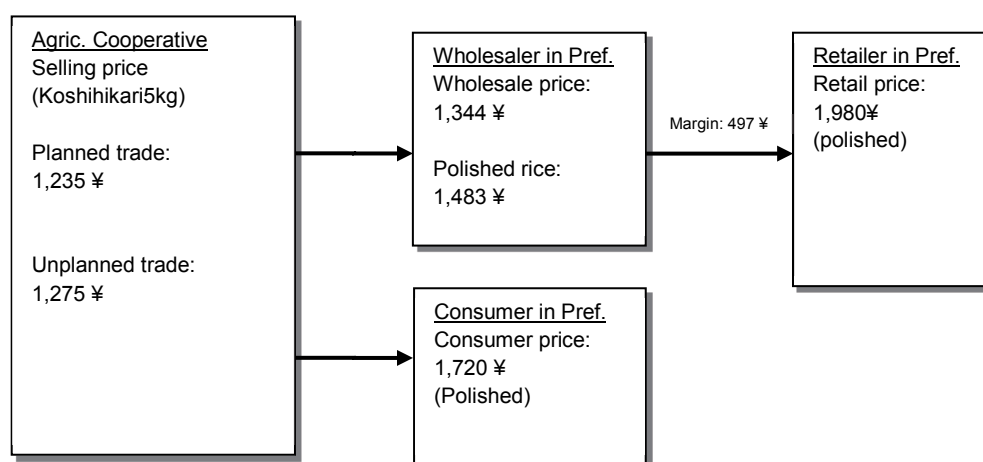 Agric. Cooperative
Selling price
(Koshihikari5kg)
Planned trade:
1,235 ¥
Unplanned trade:
1,275 ¥
Wholesaler in Pref.
Wholesale price:
1,344 ¥
Polished rice:
1,483 ¥
Margin: 497 ¥
Retailer in Pref.
Retail price:
1,980¥
(polished)
Consumer in Pref.
Consumer price:
1,720 ¥
(Polished)